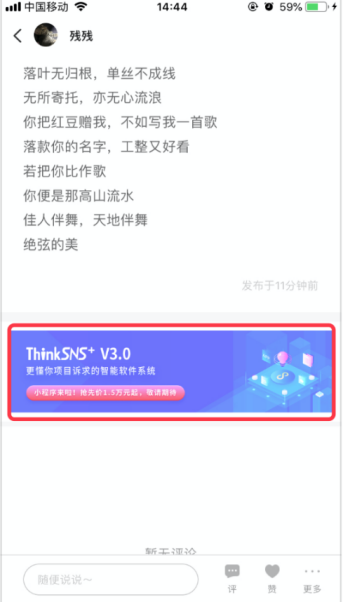 中国移动 14:44 59%
残残
落叶无归根，单丝不成线
无所寄托，亦无心流浪
你把红豆赠我，不如写我一首歌
落款你的名字，工整又好看
若把你比作歌
你便是那高山流水
佳人伴舞，天地伴舞
绝弦的美
发布于11分钟前
ThinkSNS+ V3.0
更懂你项目诉求的智能软件系统
小程序来啦！抢先价1.5万元起，敬请期待
暂无评论
随便说说~
评 赞 更多